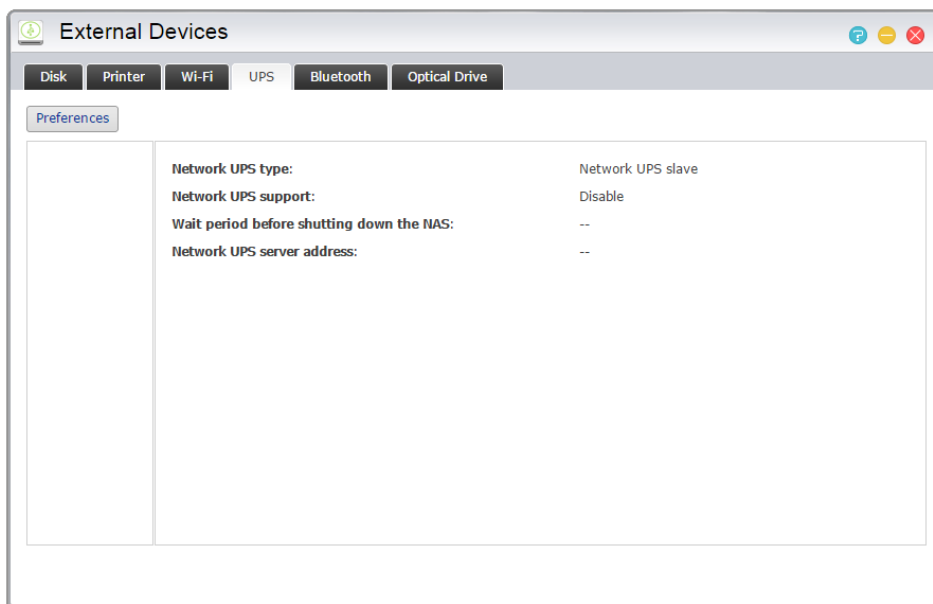 External Devices
Disk Printer Wi-Fi UPS Bluetooth Optical Drive
Preferences
Network UPS type: Network UPS slave
Network UPS support: Disable
Wait period before shutting down the NAS: --
Network UPS server address: --